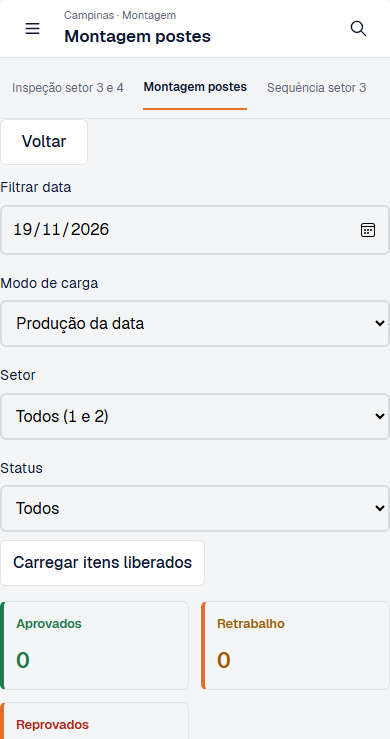 Campinas · Montagem
Montagem postes
Inspeção setor 3 e 4
Montagem postes
Sequência setor 3
Voltar
Filtrar data
19/11/2026
Modo de carga
Produção da data
Setor
Todos (1 e 2)
Status
Todos
Carregar itens liberados
Aprovados
0
Retrabalho
0
Reprovados